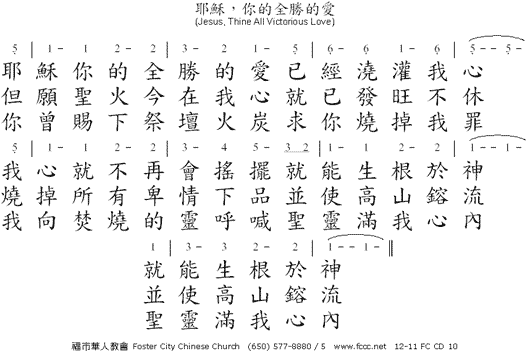 耶穌，你的全勝的愛
(Jesus, Thine All Victorious Love)
5 | 1 - 1 2 - 2 | 3 - 2 1 - 5 | 6 - 6 12 - 1 | 5 - - 5 -
耶穌你的全勝的愛已經澆灌我心
但願聖火今在我心就已發旺不休
你曾賜下祭壇火炭求你燒掉我罪
5 | 1 - 1 2 - 2 | 3 - 3 4 - 5 | 3 2 | 1 - 1 2 - 2 | 1 - - 1 -
我心就不再會搖擺就能生根於神
燒掉所有卑情下品並使高山鎔流
我向焚燒的靈呼喊聖靈滿我心內
1 | 3 - 3 2 - 2 | 1 - - 1 - ||
就能生根於神
並使高山鎔流
聖靈滿我心內
福市華人教會 Foster City Chinese Church (650) 577-8880 / 5 www.fccc.net 12-11 FC CD 10